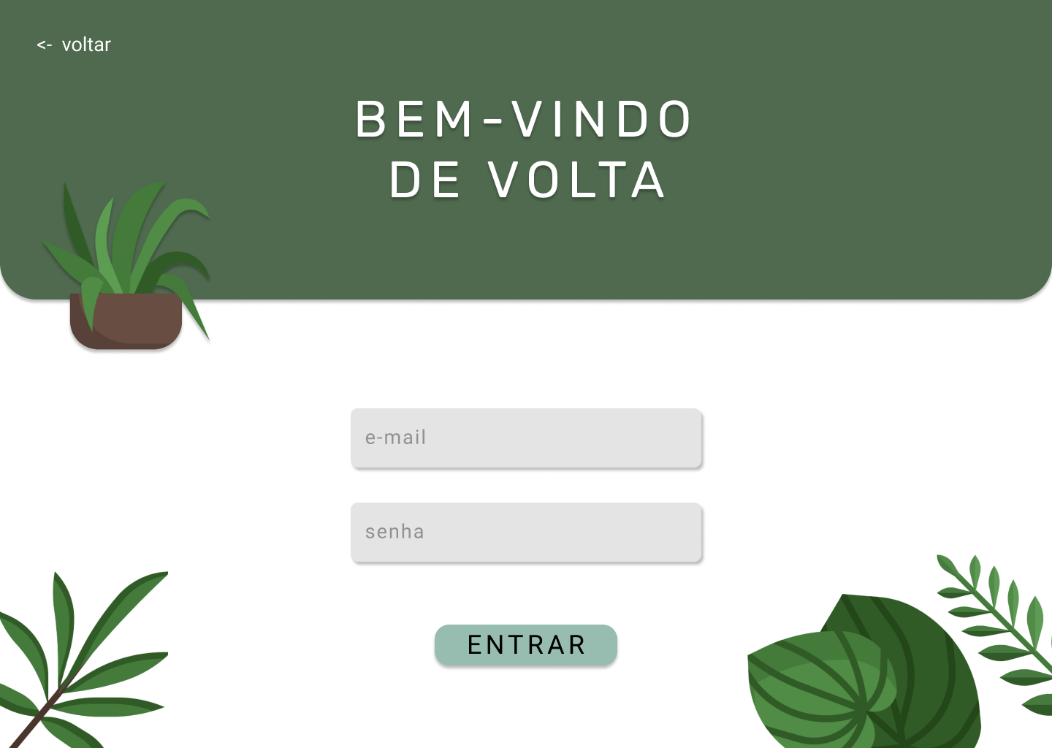 <- voltar
BEM-VINDO
DE VOLTA
e-mail
senha
ENTRAR